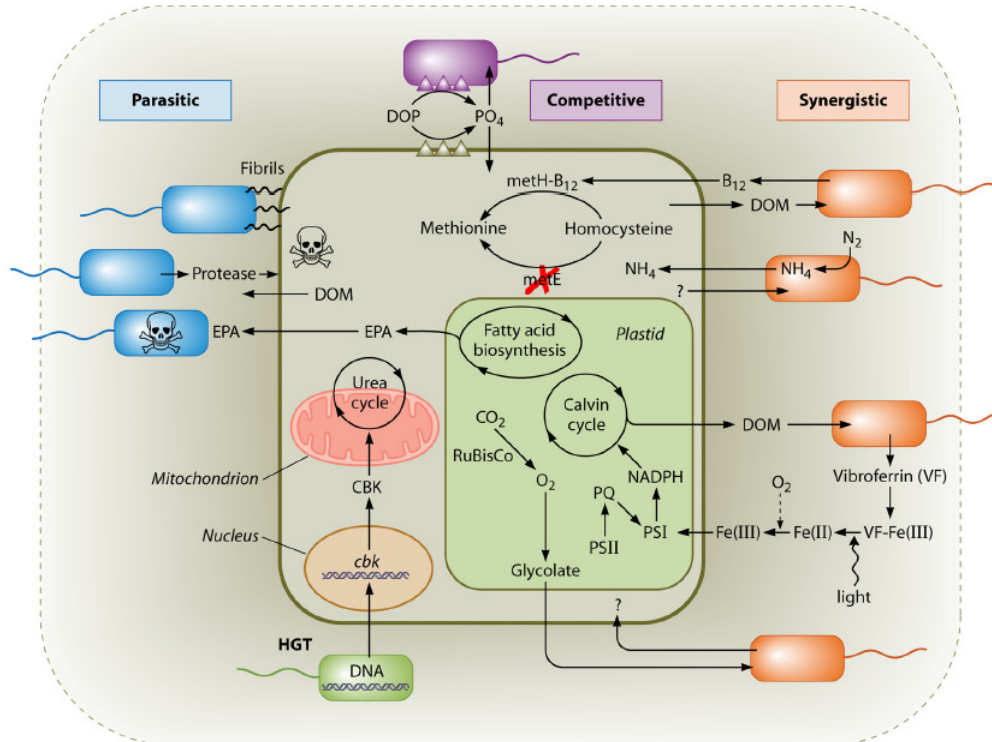 Parasitic
Competitive
Synergistic
DOP
PO4
Fibrils
metH-B12
B12
DOM
Methionine
Homocysteine
N2
Protease
NH4
NH4
metE
?
DOM
EPA
EPA
Fatty acid
biosynthesis
Plastid
Urea
cycle
Calvin
cycle
CO2
DOM
RuBisCo
Mitochondrion
O2
NADPH
Vibroferrin (VF)
CBK
PQ
O2
Nucleus
PSII
PSI
Fe(III)
Fe(II)
VF-Fe(III)
cbk
Glycolate
light
?
HGT
DNA